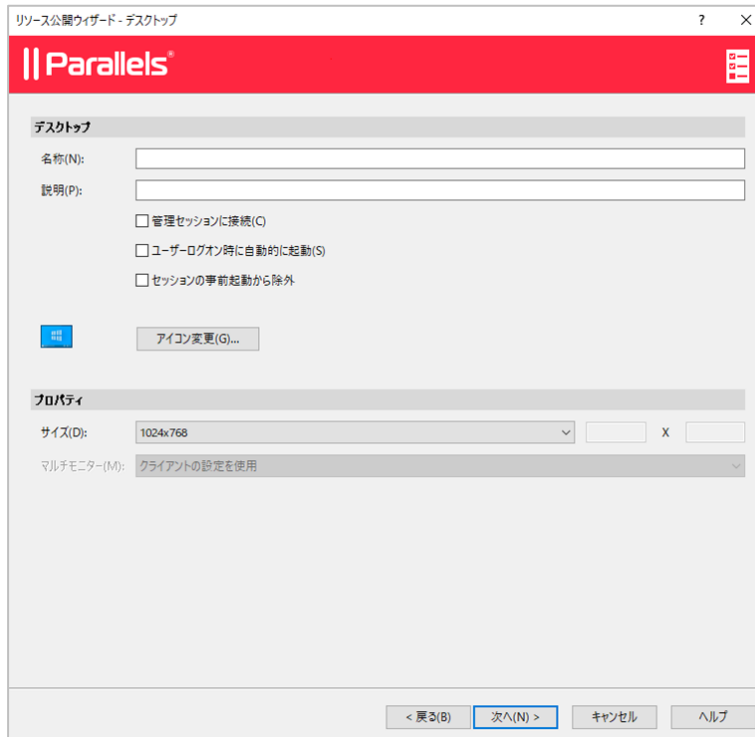 リソース公開ウィザード - デスクトップ ? ×
Parallels®
デスクトップ
名称(N):
説明(P):
管理セッションに接続(C)
ユーザーログオン時に自動的に起動(S)
セッションの事前起動から除外
アイコン変更(G)...
プロパティ
サイズ(D): 1024x768 X
マルチモニター(M): クライアントの設定を使用
< 戻る(B) 次へ(N) > キャンセル ヘルプ